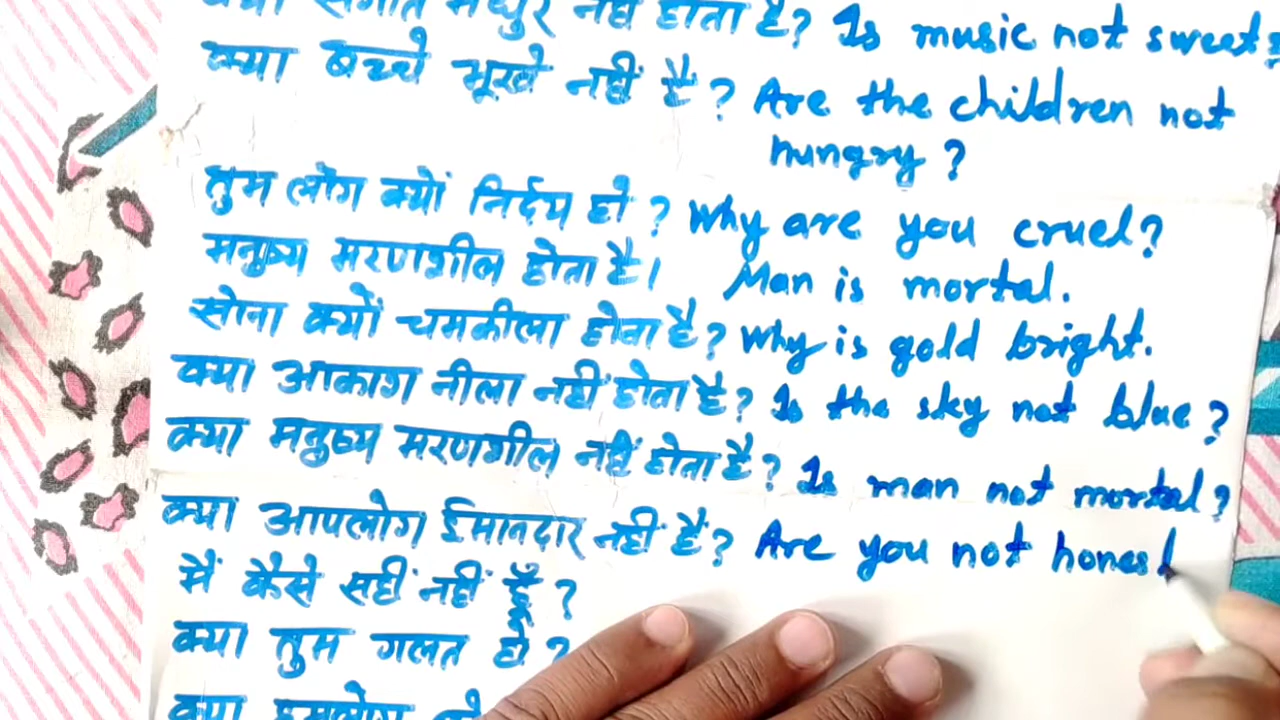 क्या संगीत मधुर नहीं होता है? Is music not sweet?
क्या बच्चे भूखे नहीं है? Are the children not
hungry?
तुम लोग क्यों निर्दय हो? Why are you cruel?
मनुष्य मरणशील होता है। Man is mortal.
सोना क्यों चमकीला होता है? Why is gold bright.
क्या आकाश नीला नहीं होता है? Is the sky not blue?
क्या मनुष्य मरणशील नहीं होता है? Is man not mortal?
क्या आपलोग ईमानदार नहीं है? Are you not honest
मैं कैसे सही नहीं हूँ?
क्या तुम गलत हो?
क्या हमलोग